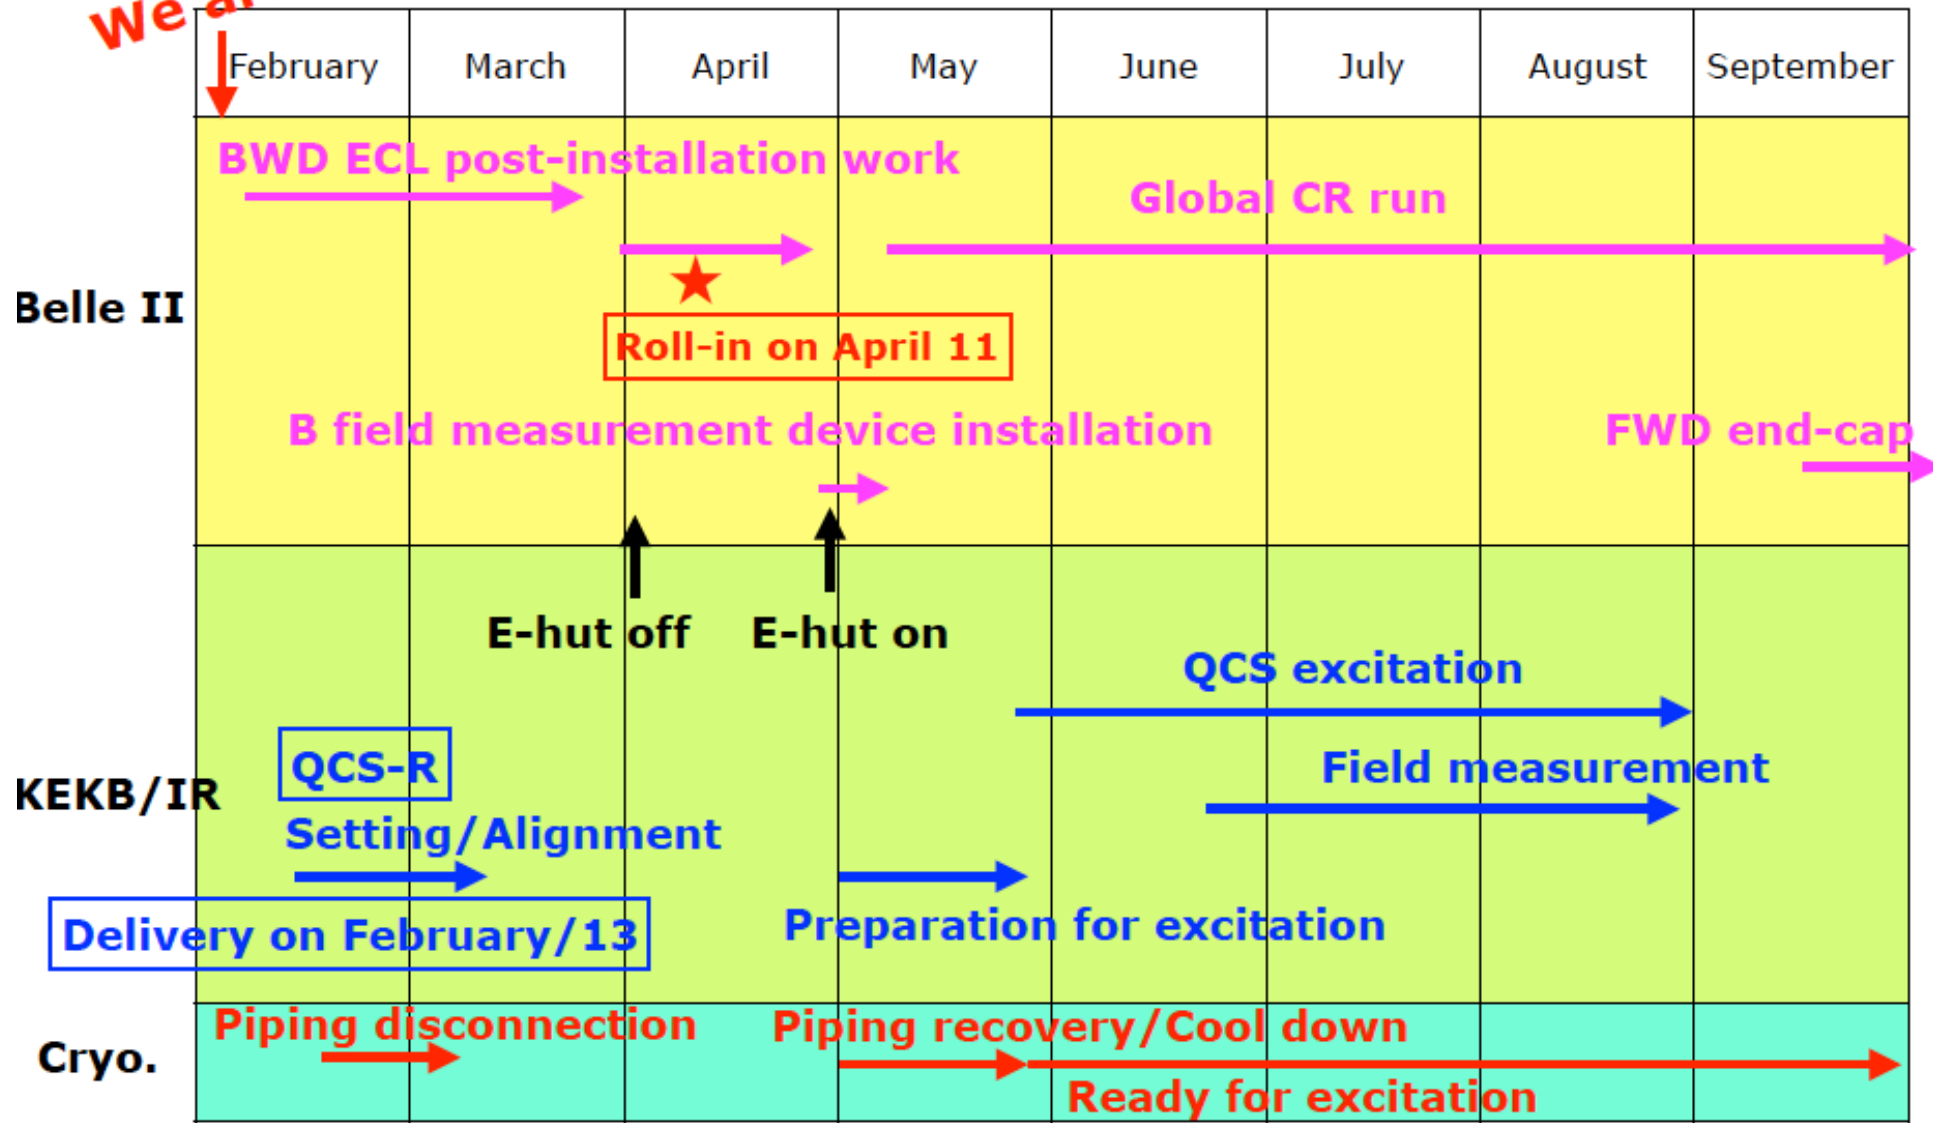 We
February March April May June July August September
BWD ECL post-installation work
Global CR run
Belle II
Roll-in on April 11
B field measurement device installation
FWD end-cap
E-hut off
E-hut on
QCS excitation
QCS-R
Field measurement
KEKB/IR
Setting/Alignment
Delivery on February/13
Preparation for excitation
Piping disconnection
Piping recovery/Cool down
Cryo.
Ready for excitation